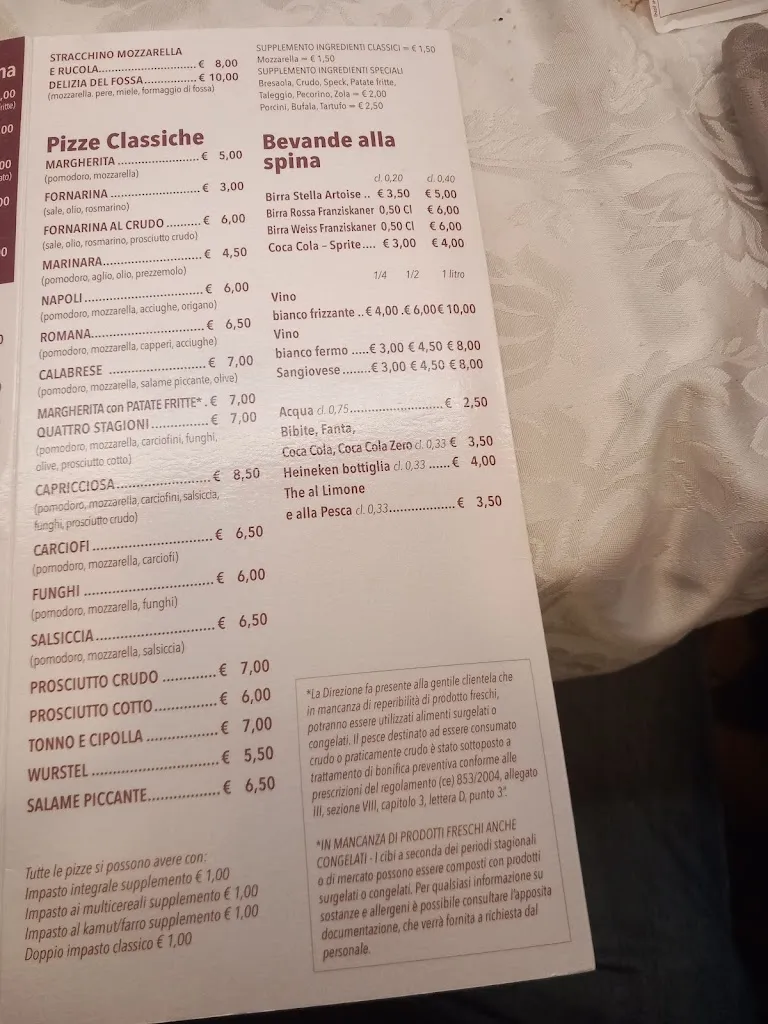 na
,00
ritte)
00
00
ato)
00
0
STRACCHINO MOZZARELLA
E RUCOLA............................€ 8,00
DELIZIA DEL FOSSA...............€ 10,00
(mozzarella, pere, miele, formaggio di fossa)
Pizze Classiche
MARGHERITA........................€ 5,00
(pomodoro, mozzarella)
FORNARINA..........................€ 3,00
(sale, olio, rosmarino)
FORNARINA AL CRUDO..........€ 6,00
(sale, olio, rosmarino, prosciutto crudo)
MARINARA............................€ 4,50
(pomodoro, aglio, olio, prezzemolo)
NAPOLI.................................€ 6,00
(pomodoro, mozzarella, acciughe, origano)
ROMANA...............................€ 6,50
(pomodoro, mozzarella, capperi, acciughe)
CALABRESE ...........................€ 7,00
(pomodoro, mozzarella, salame piccante, olive)
MARGHERITA con PATATE FRITTE*.€ 7,00
QUATTRO STAGIONI...............€ 7,00
(pomodoro, mozzarella, carciofini, funghi,
olive, prosciutto cotto)
CAPRICCIOSA.........................€ 8,50
(pomodoro, mozzarella, carciofini, salsiccia,
funghi, prosciutto crudo)
CARCIOFI...............................€ 6,50
(pomodoro, mozzarella, carciofi)
FUNGHI.................................€ 6,00
(pomodoro, mozzarella, funghi)
SALSICCIA.............................€ 6,50
(pomodoro, mozzarella, salsiccia)
PROSCIUTTO CRUDO .............€ 7,00
PROSCIUTTO COTTO...............€ 6,00
TONNO E CIPOLLA .................€ 7,00
WURSTEL ..............................€ 5,50
SALAME PICCANTE..................€ 6,50
Tutte le pizze si possono avere con:
Impasto integrale supplemento € 1,00
Impasto ai multicereali supplemento € 1,00
Impasto al kamut/farro supplemento € 1,00
Doppio impasto classico € 1,00
SUPPLEMENTO INGREDIENTI CLASSICI = € 1,50
Mozzarella = € 1,50
SUPPLEMENTO INGREDIENTI SPECIALI
Bresaola, Crudo, Speck, Patate fritte,
Taleggio, Pecorino, Zola = € 2,00
Porcini, Bufala, Tartufo = € 2,50
Bevande alla
spina
cl. 0,20 cl. 0,40
Birra Stella Artoise .. € 3,50 € 5,00
Birra Rossa Franziskaner 0,50 Cl € 6,00
Birra Weiss Franziskaner 0,50 Cl € 6,00
Coca Cola - Sprite.... € 3,00 € 4,00
1/4 1/2 1 litro
Vino
bianco frizzante ..€ 4,00 .€ 6,00 € 10,00
Vino
bianco fermo .....€ 3,00 € 4,50 € 8,00
Sangiovese........€ 3,00 € 4,50 € 8,00
Acqua cl. 0,75........................€ 2,50
Bibite, Fanta,
Coca Cola, Coca Cola Zero cl. 0,33 € 3,50
Heineken bottiglia cl. 0,33 ......€ 4,00
The al Limone
e alla Pesca cl. 0,33.................€ 3,50
*La Direzione fa presente alla gentile clientela che
in mancanza di reperibilità di prodotto freschi,
potranno essere utilizzati alimenti surgelati o
congelati. Il pesce destinato ad essere consumato
crudo o praticamente crudo è stato sottoposto a
trattamento di bonifica preventiva conforme alle
prescrizioni del regolamento (ce) 853/2004, allegato
III, sezione VIII, capitolo 3, lettera D, punto 3".
*IN MANCANZA DI PRODOTTI FRESCHI ANCHE
CONGELATI - I cibi a seconda dei periodi stagionali
o di mercato possono essere composti con prodotti
surgelati o congelati. Per qualsiasi informazione su
sostanze e allergeni è possibile consultare l'apposita
documentazione, che verrà fornita a richiesta dal
personale.